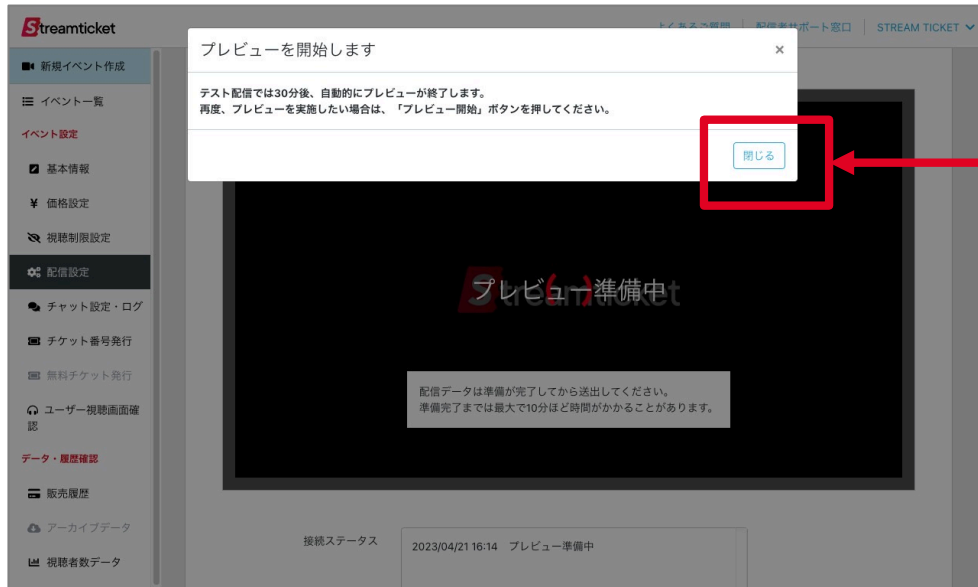 Streamticket
よくあるご質問
配信者サポート窓口
STREAM TICKET
新規イベント作成
イベント一覧
イベント設定
基本情報
価格設定
視聴制限設定
配信設定
チャット設定・ログ
チケット番号発行
無料チケット発行
ユーザー視聴画面確
認
データ・履歴確認
販売履歴
アーカイブデータ
視聴者数データ
プレビューを開始します
×
テスト配信では30分後、自動的にプレビューが終了します。
再度、プレビューを実施したい場合は、「プレビュー開始」ボタンを押してください。
閉じる
Streamticket
プレビュー準備中
配信データは準備が完了してから送出してください。
準備完了までは最大で10分ほど時間がかかることがあります。
接続ステータス
2023/04/21 16:14 プレビュー準備中